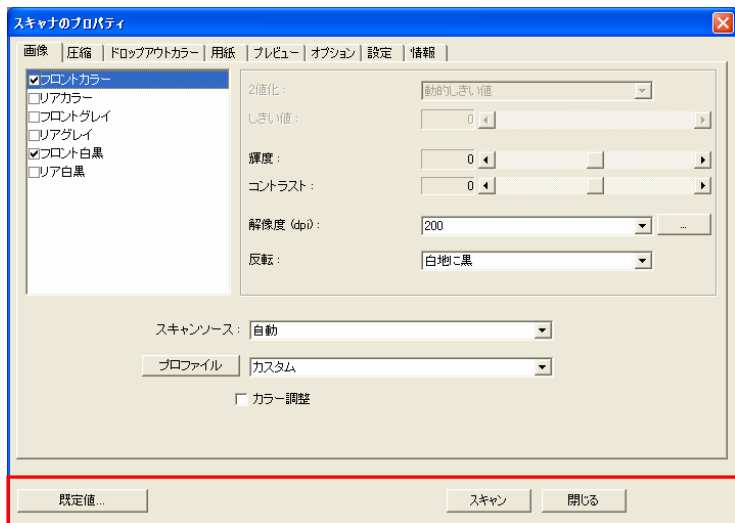 スキャナのプロパティ
画像 圧縮 ドロップアウトカラー 用紙 プレビュー オプション 設定 情報
フロントカラー
リアカラー
フロントグレイ
リアグレイ
フロント白黒
リア白黒
2値化: 動的しきい値
しきい値: 0
輝度: 0
コントラスト: 0
解像度 (dpi): 200 ...
反転: 白地に黒
スキャンソース: 自動
プロファイル カスタム
カラー調整
既定値... スキャン 閉じる